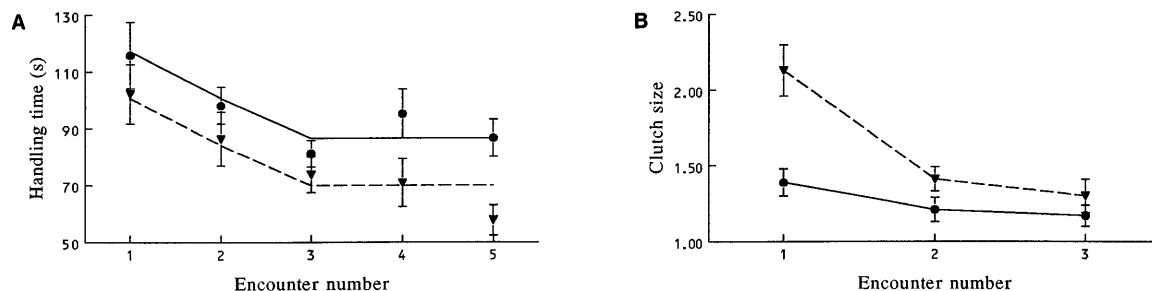 A
Handling time (s)
130
110
90
70
50
1 2 3 4 5
Encounter number
B
Clutch size
2.50
2.00
1.50
1.00
1 2 3
Encounter number